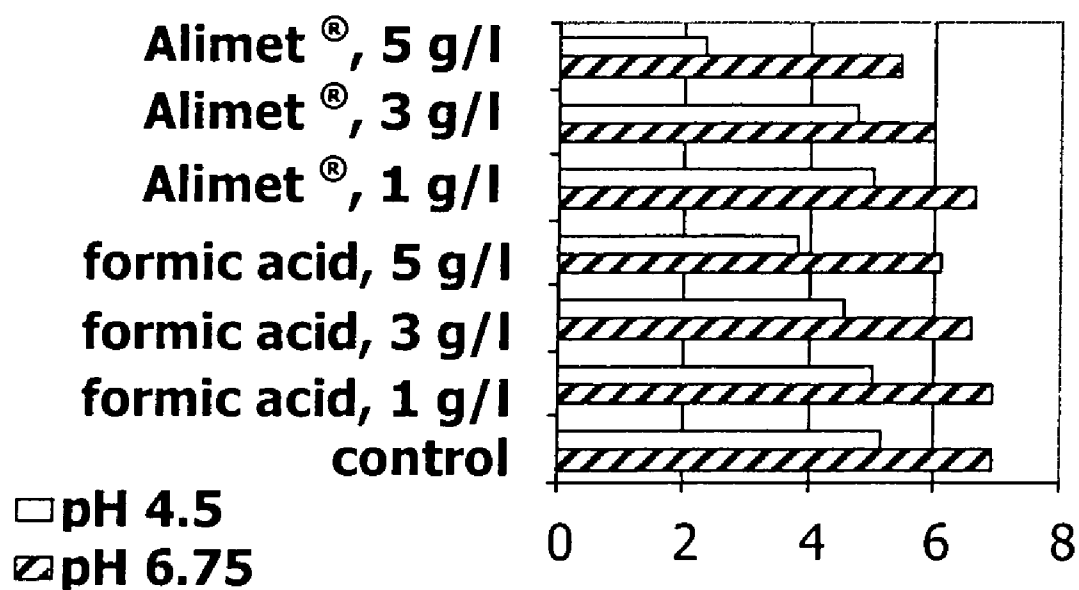 Alimet ®, 5 g/l
Alimet ®, 3 g/l
Alimet ®, 1 g/l
formic acid, 5 g/l
formic acid, 3 g/l
formic acid, 1 g/l
control
pH 4.5
pH 6.75
0 2 4 6 8